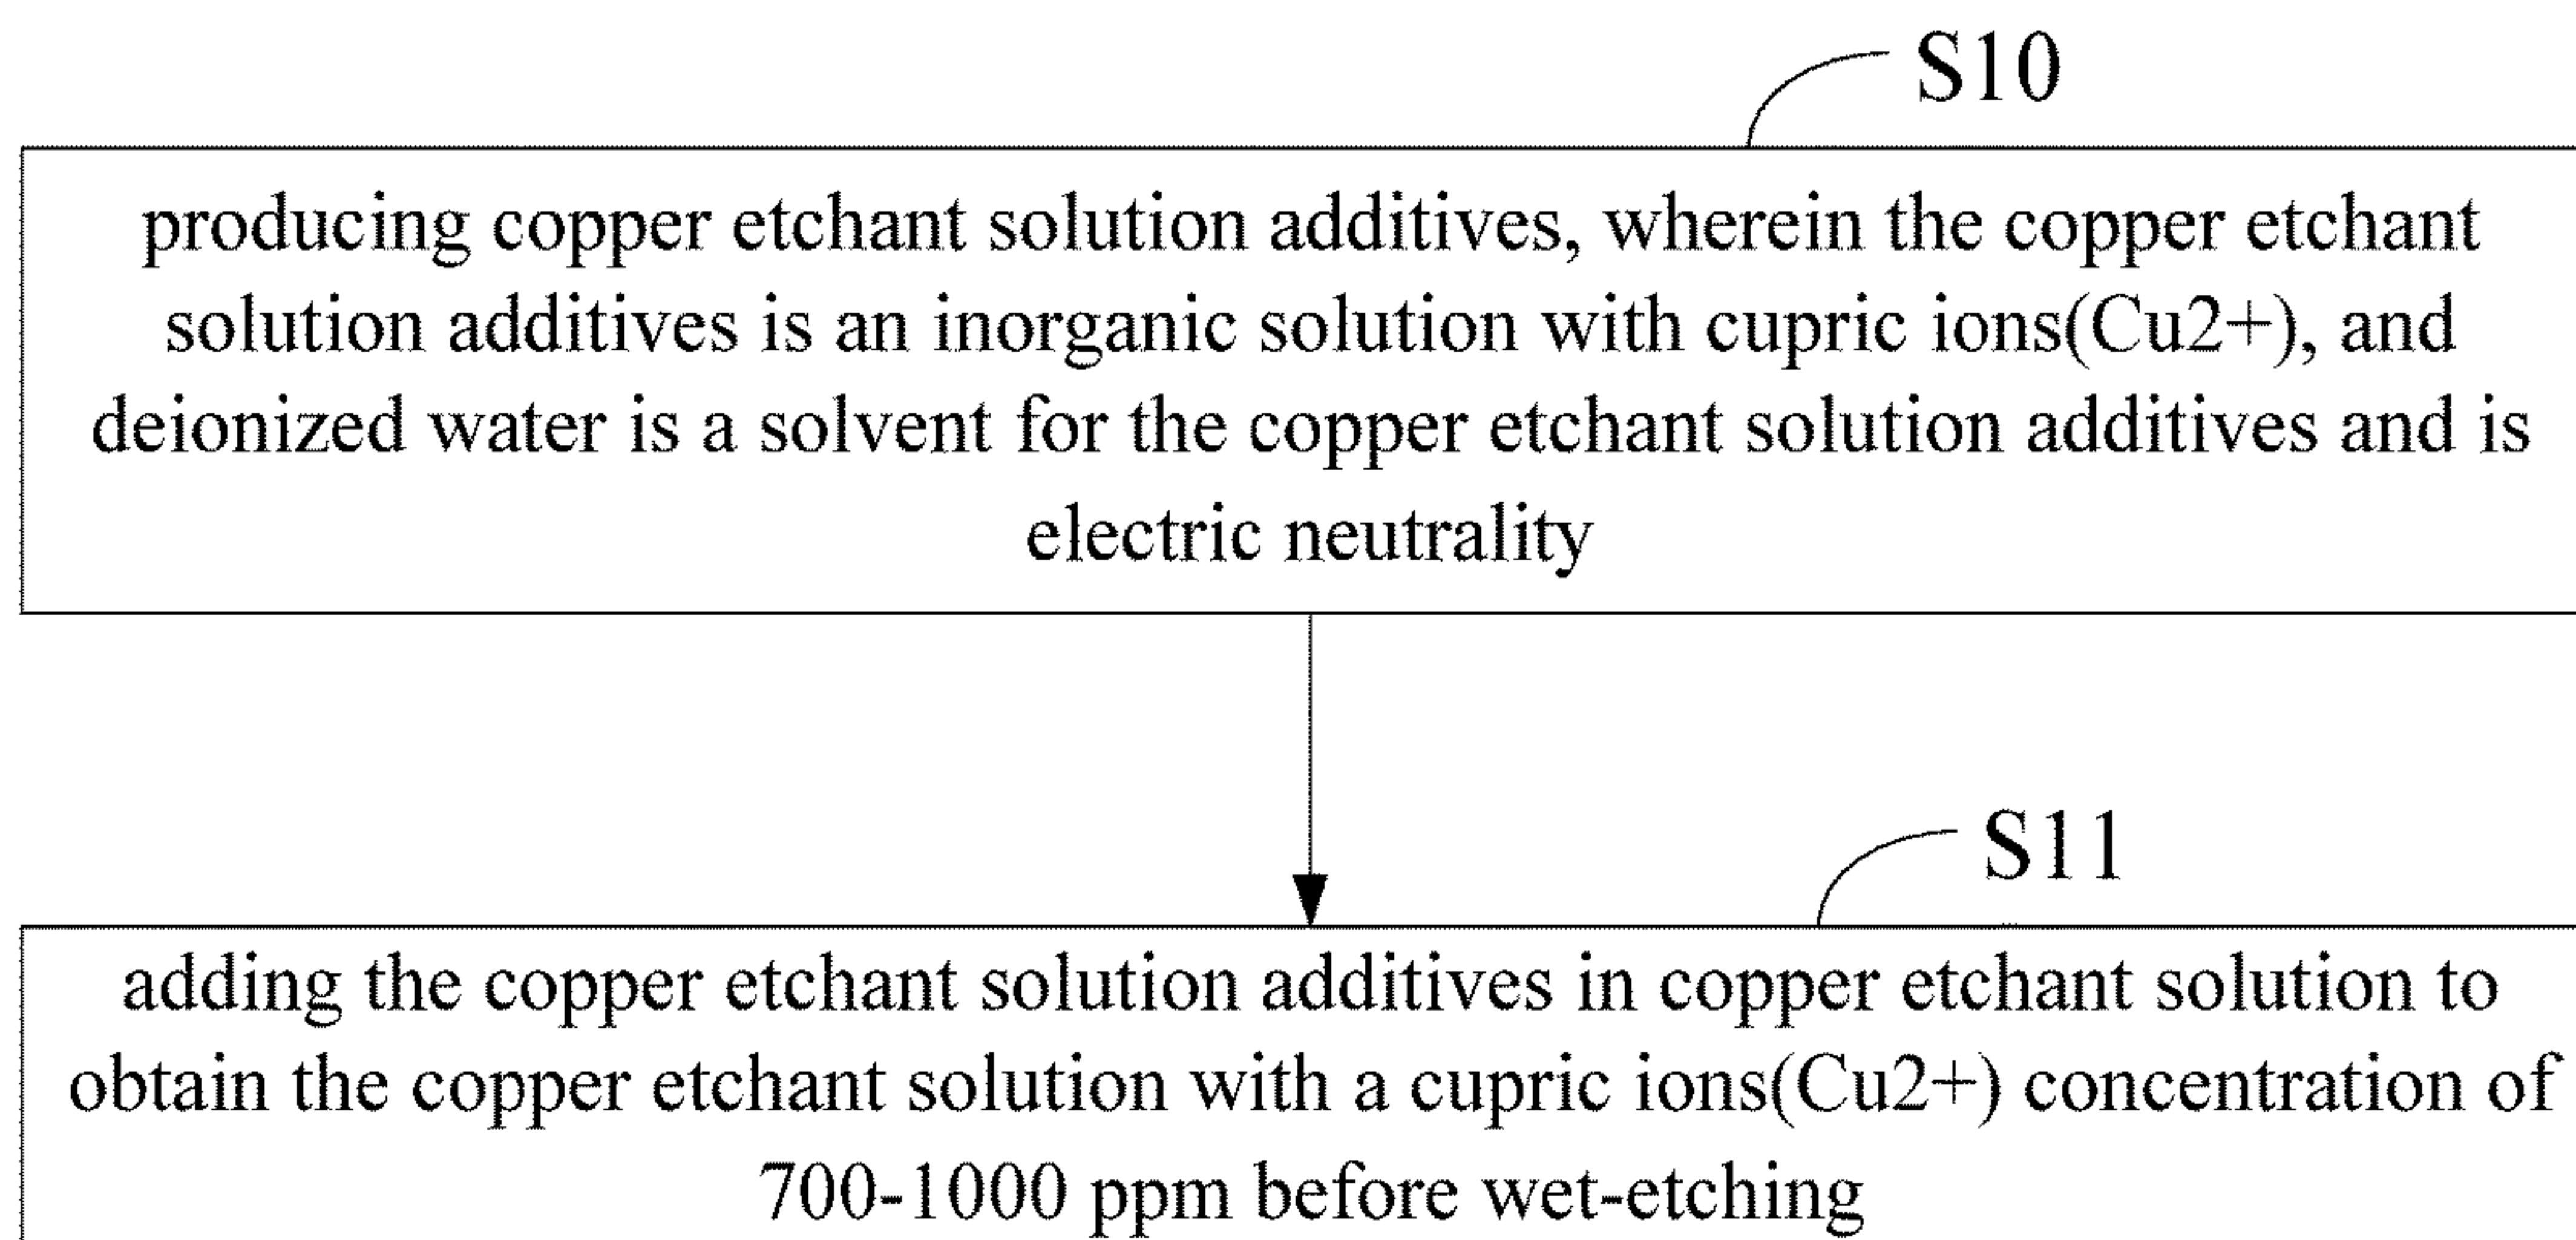 S10
producing copper etchant solution additives, wherein the copper etchant
solution additives is an inorganic solution with cupric ions(Cu2+), and
deionized water is a solvent for the copper etchant solution additives and is
electric neutrality
S11
adding the copper etchant solution additives in copper etchant solution to
obtain the copper etchant solution with a cupric ions(Cu2+) concentration of
700-1000 ppm before wet-etching